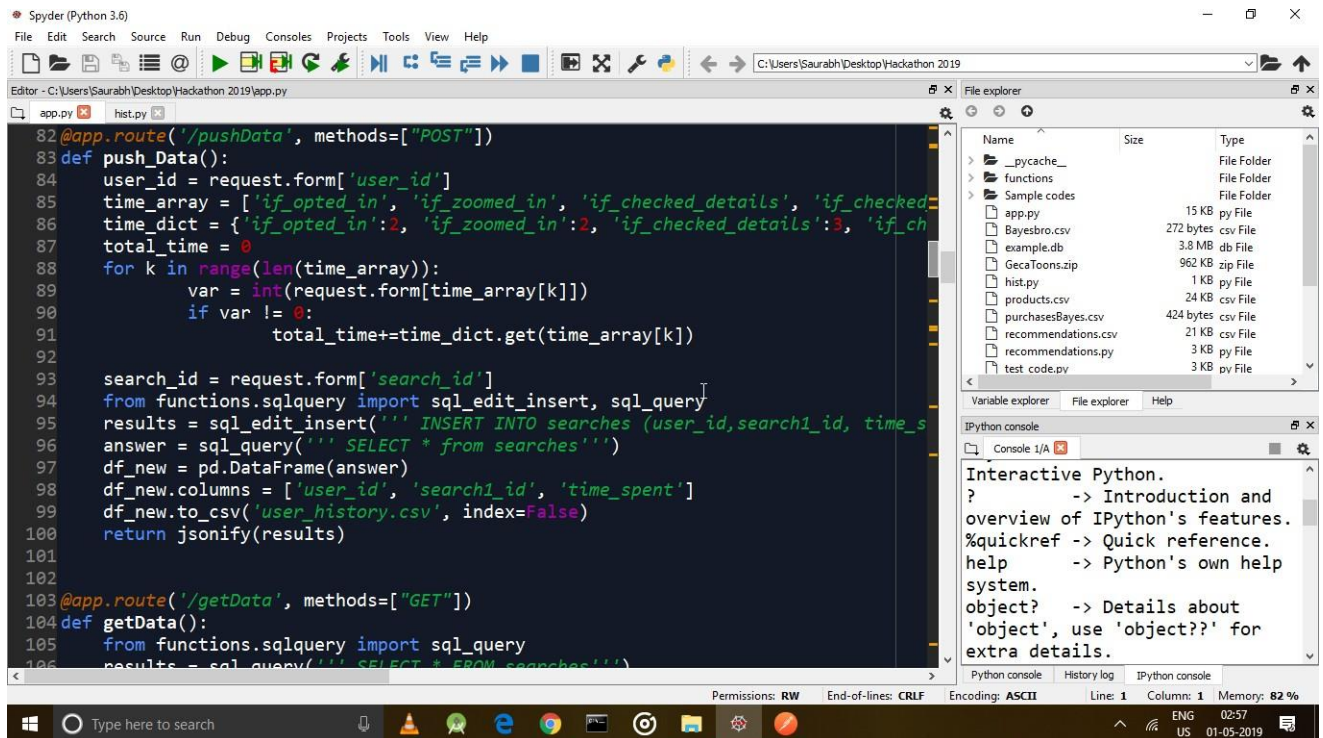 Spyder (Python 3.6)
File Edit Search Source Run Debug Consoles Projects Tools View Help
C:\Users\Saurabh\Desktop\Hackathon 2019
Editor - C:\Users\Saurabh\Desktop\Hackathon 2019\app.py
app.py hist.py
82 @app.route('/pushData', methods=["POST"])
83 def push_Data():
84 user_id = request.form['user_id']
85 time_array = ['if_opted_in', 'if_zoomed_in', 'if_checked_details', 'if_checked
86 time_dict = {'if_opted_in':2, 'if_zoomed_in':2, 'if_checked_details':3, 'if_ch
87 total_time = 0
88 for k in range(len(time_array)):
89 var = int(request.form[time_array[k]])
90 if var != 0:
91 total_time+=time_dict.get(time_array[k])
92
93 search_id = request.form['search_id']
94 from functions.sqlquery import sql_edit_insert, sql_query
95 results = sql_edit_insert(''' INSERT INTO searches (user_id,search1_id, time_s
96 answer = sql_query(''' SELECT * from searches''')
97 df_new = pd.DataFrame(answer)
98 df_new.columns = ['user_id', 'search1_id', 'time_spent']
99 df_new.to_csv('user_history.csv', index=False)
100 return jsonify(results)
101
102
103 @app.route('/getData', methods=["GET"])
104 def getData():
105 from functions.sqlquery import sql_query
106 results = sql_query(''' SELECT * FROM searches''')
File explorer
Name Size Type
__pycache__ File Folder
functions File Folder
Sample codes File Folder
app.py 15 KB py File
Bayesbro.csv 272 bytes csv File
example.db 3.8 MB db File
GecaToons.zip 962 KB zip File
hist.py 1 KB py File
products.csv 24 KB csv File
purchasesBayes.csv 424 bytes csv File
recommendations.csv 21 KB csv File
recommendations.py 3 KB py File
test code.py 3 KB py File
Variable explorer File explorer Help
IPython console
Console 1/A
Interactive Python.
? -> Introduction and
overview of IPython's features.
%quickref -> Quick reference.
help -> Python's own help
system.
object? -> Details about
'object', use 'object??' for
extra details.
Python console History log IPython console
Permissions: RW End-of-lines: CRLF Encoding: ASCII Line: 1 Column: 1 Memory: 82 %
Type here to search
ENG
US
02:57
01-05-2019